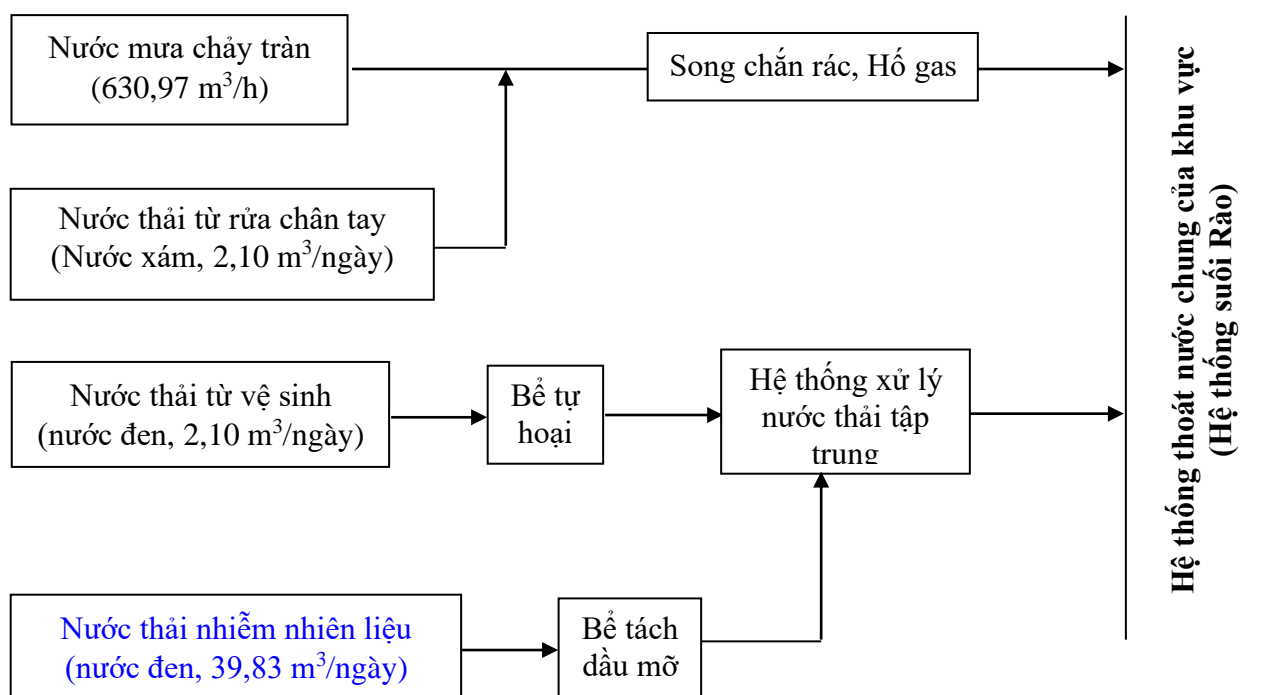 Nước mưa chảy tràn
(630,97 m³/h)
Song chắn rác, Hố gas
Nước thải từ rửa chân tay
(Nước xám, 2,10 m³/ngày)
Nước thải từ vệ sinh
(nước đen, 2,10 m³/ngày)
Bể tự
hoại
Hệ thống xử lý
nước thải tập
trung
Nước thải nhiễm nhiên liệu
(nước đen, 39,83 m³/ngày)
Bể tách
dầu mỡ
Hệ thống thoát nước chung của khu vực
(Hệ thống suối Rào)